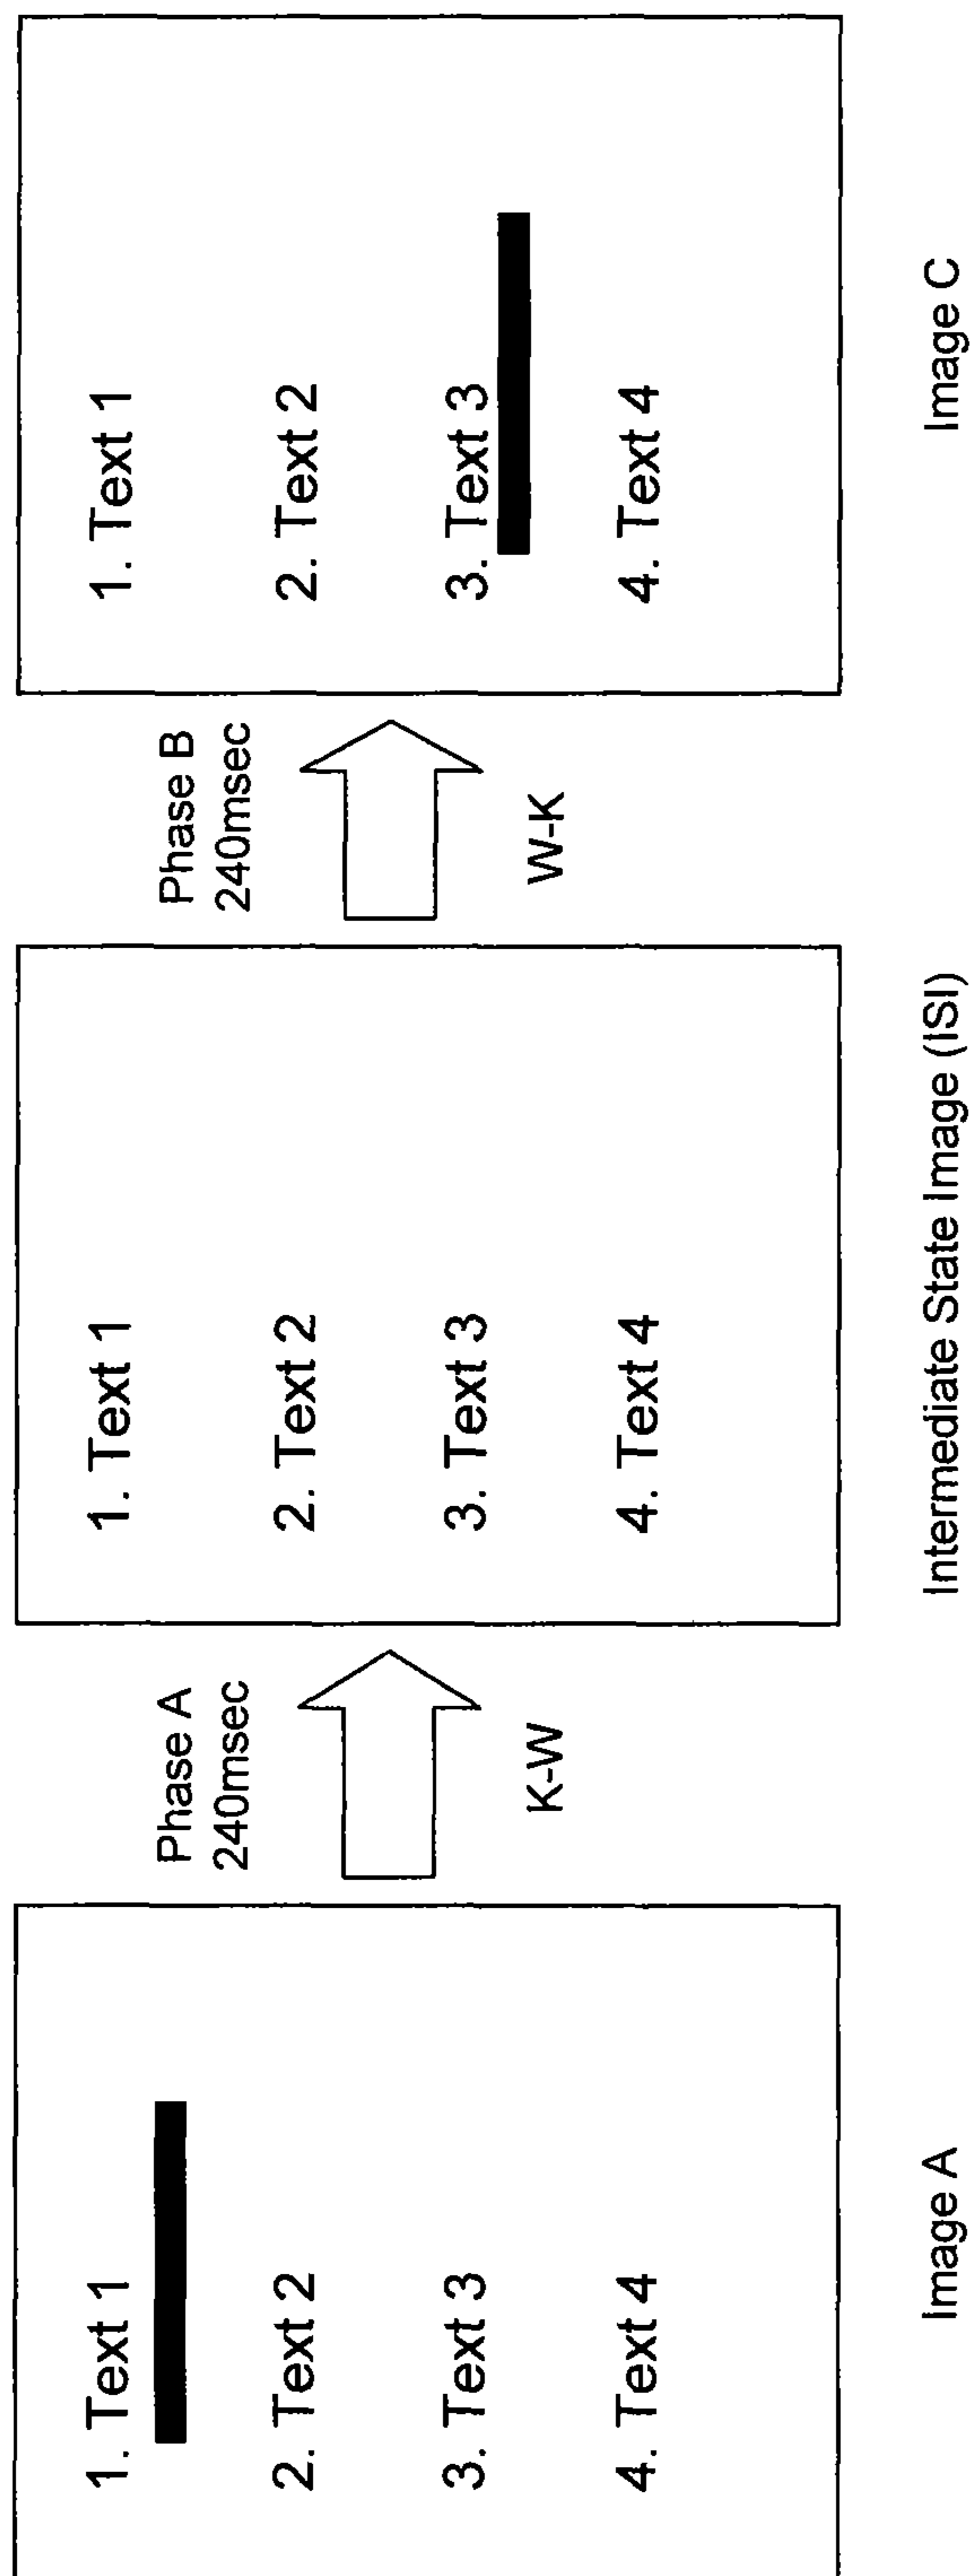 1. Text 1
2. Text 2
3. Text 3
4. Text 4
Image A
Phase A
240msec
K-W
1. Text 1
2. Text 2
3. Text 3
4. Text 4
Intermediate State Image (ISI)
Phase B
240msec
W-K
1. Text 1
2. Text 2
3. Text 3
4. Text 4
Image C